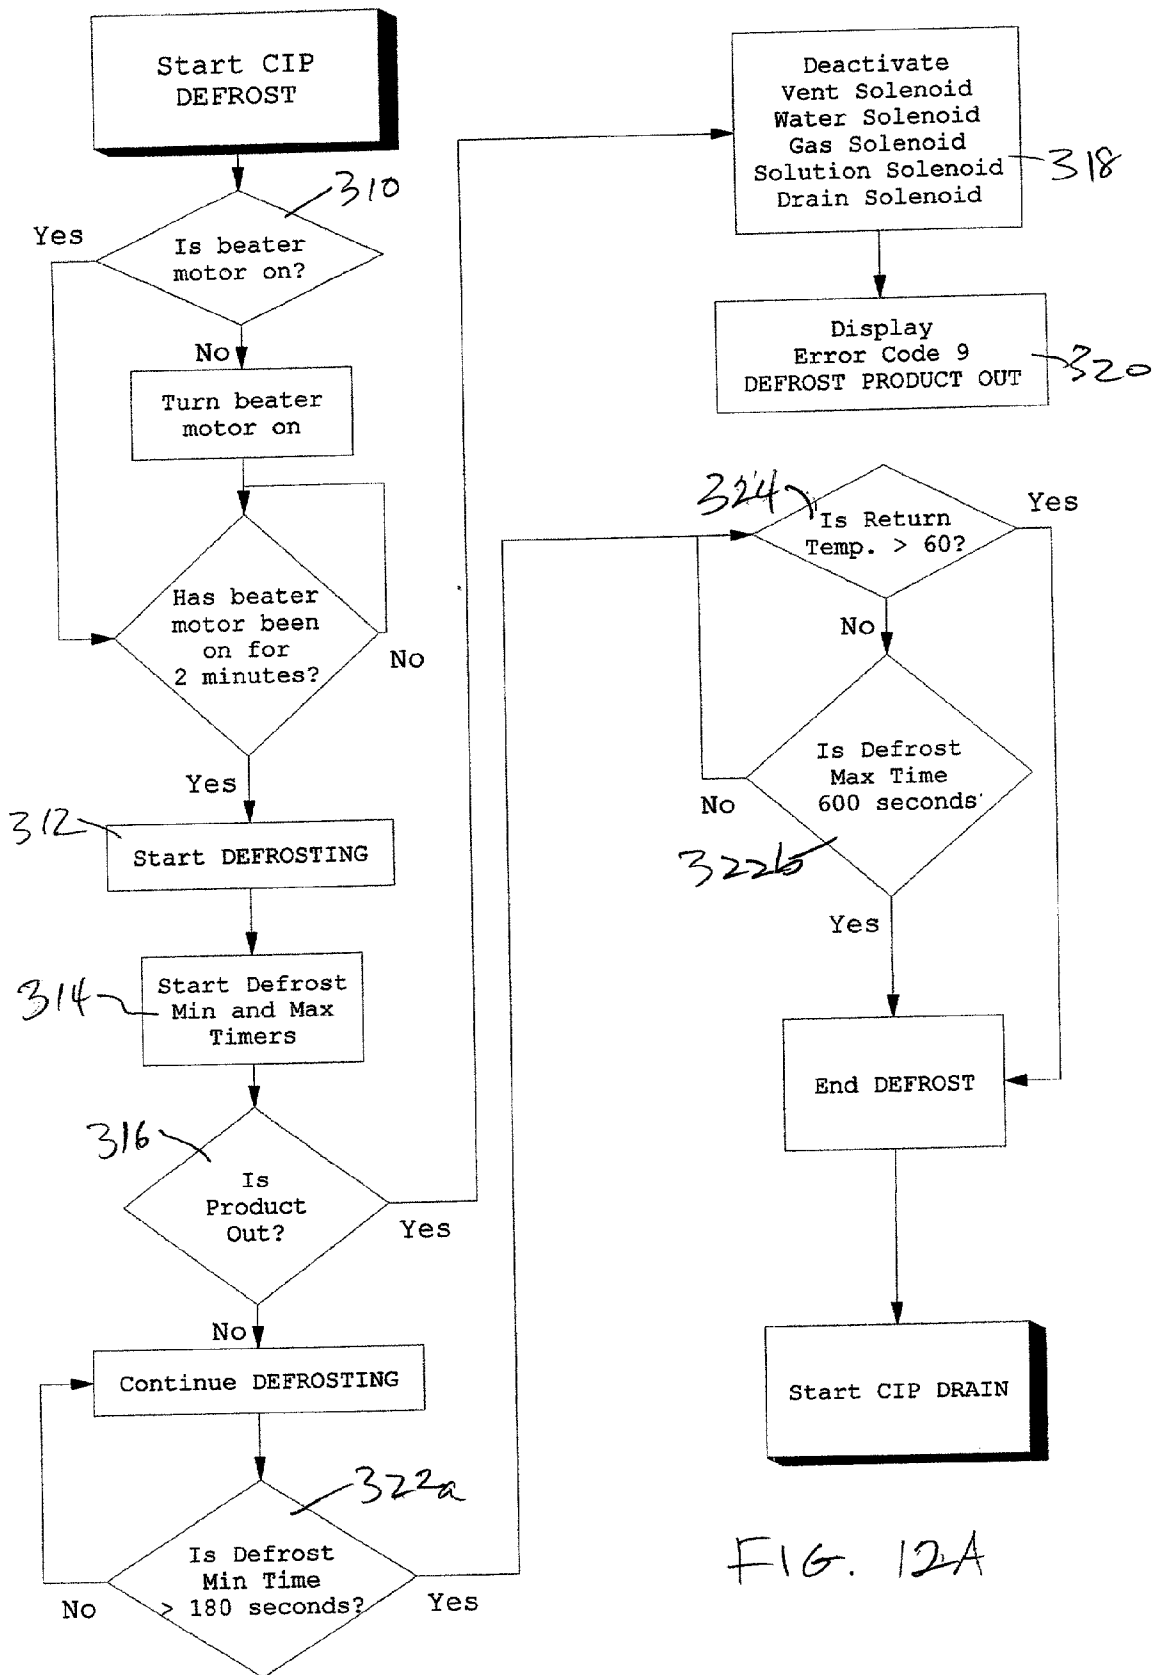 Start CIP
DEFROST
310
Yes
Is beater
motor on?
No
Turn beater
motor on
Has beater
motor been
on for
2 minutes?
No
Yes
312
Start DEFROSTING
314
Start Defrost
Min and Max
Timers
316
Is
Product
Out?
Yes
No
Continue DEFROSTING
322a
Is Defrost
Min Time
> 180 seconds?
No
Yes
Deactivate
Vent Solenoid
Water Solenoid
Gas Solenoid
Solution Solenoid
Drain Solenoid
318
Display
Error Code 9
DEFROST PRODUCT OUT
320
324
Is Return
Temp. > 60?
Yes
No
Is Defrost
Max Time
600 seconds
No
322b
Yes
End DEFROST
Start CIP DRAIN
FIG. 12A